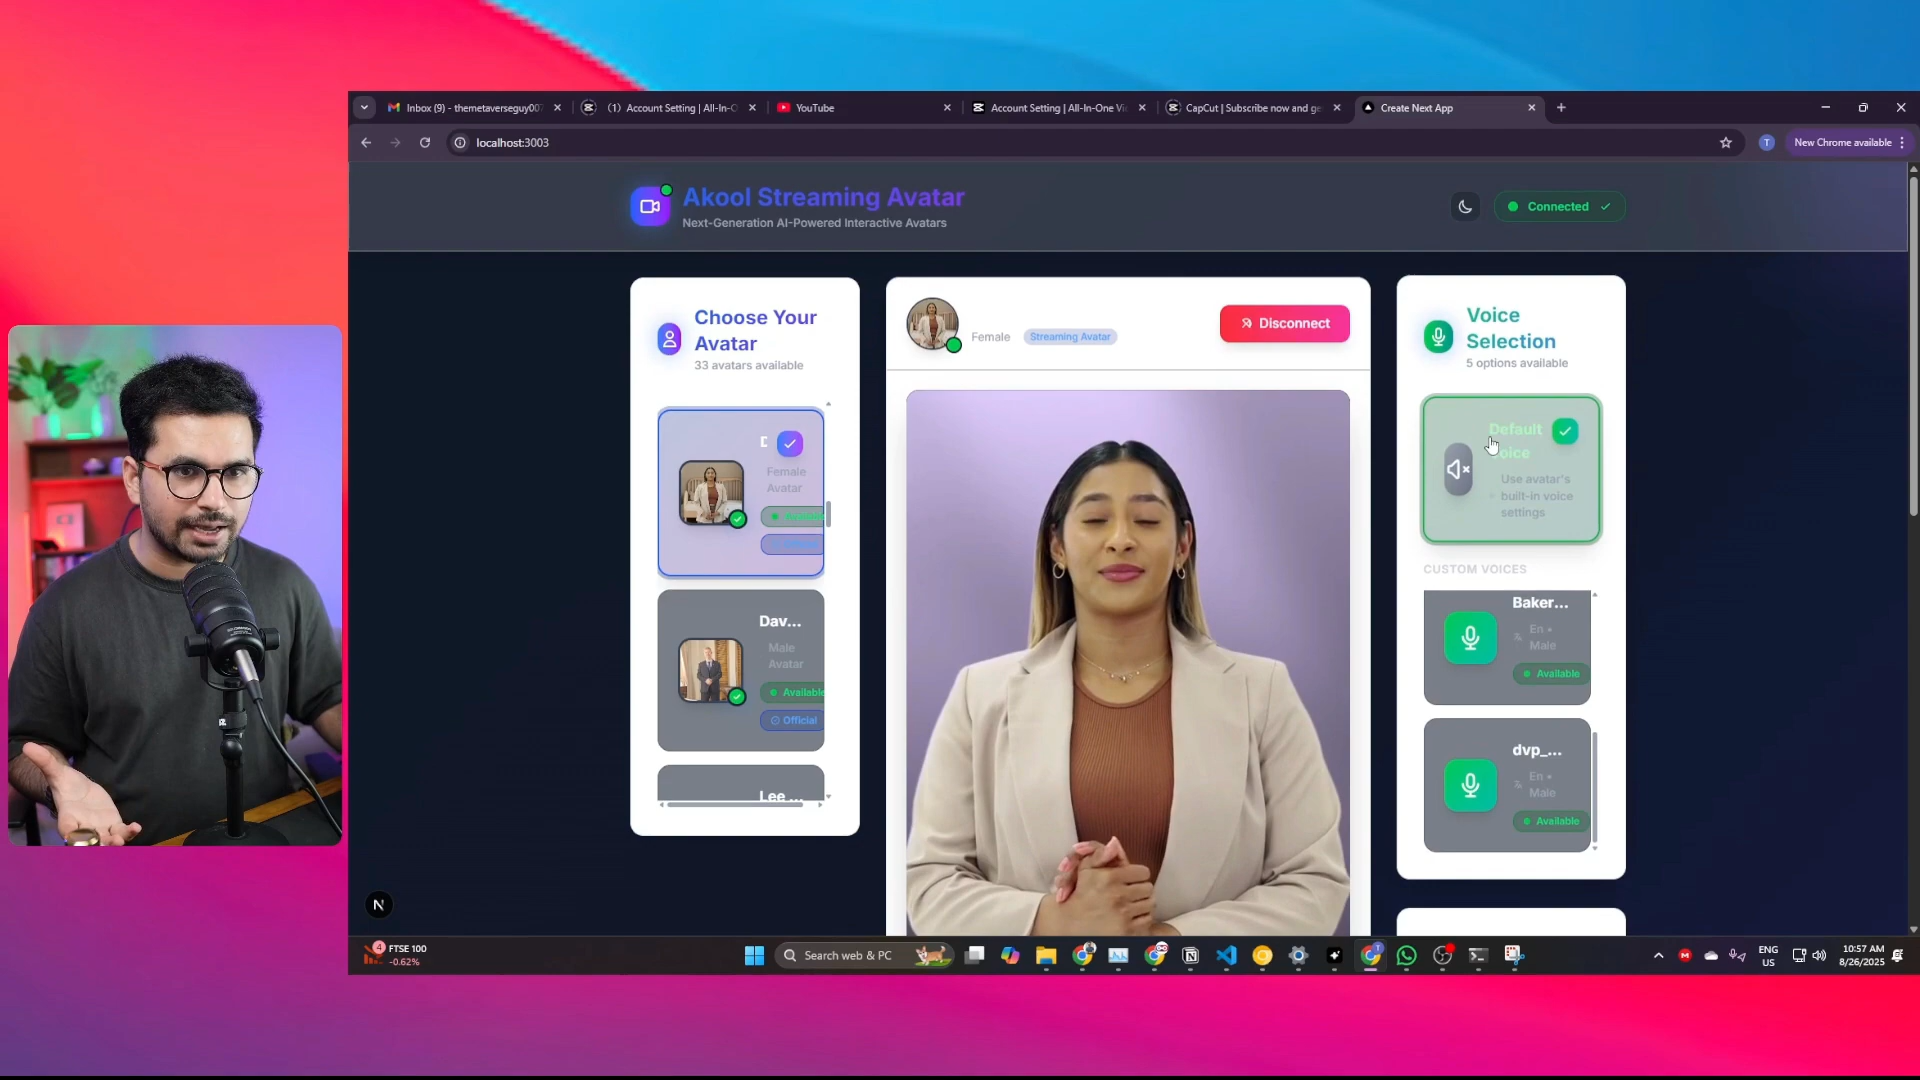 Inbox (9) - themetaverseguy007
(1) Account Setting | All-In-O
YouTube
Account Setting | All-In-One Vi
CapCut | Subscribe now and ge
Create Next App
localhost:3003
New Chrome available
Akool Streaming Avatar
Next-Generation AI-Powered Interactive Avatars
Connected
Choose Your
Avatar
33 avatars available
Female
Avatar
Available
Dav...
Male
Avatar
Available
Official
Lee ...
Female
Streaming Avatar
Disconnect
Voice
Selection
5 options available
Default
Use avatar's
built-in voice
settings
CUSTOM VOICES
Baker...
En •
Male
Available
dvp_...
En •
Male
Available
N
4
FTSE 100
-0.62%
Search web & PC
ENG
US
10:57 AM
8/26/2025